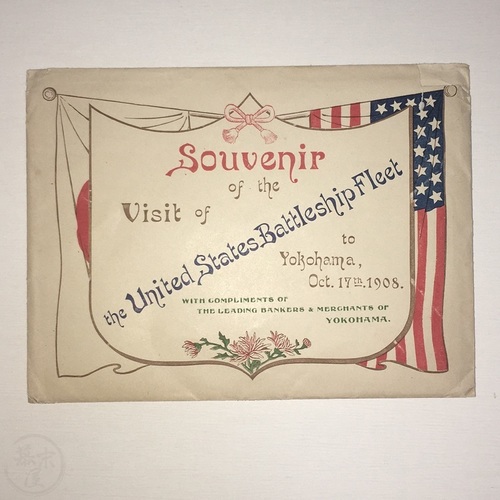 Souvenir
of the
Visit of
the United States Battleship Fleet
to
Yokohama,
Oct. 17th. 1908.
WITH COMPLIMENTS OF
THE LEADING BANKERS & MERCHANTS OF
YOKOHAMA.